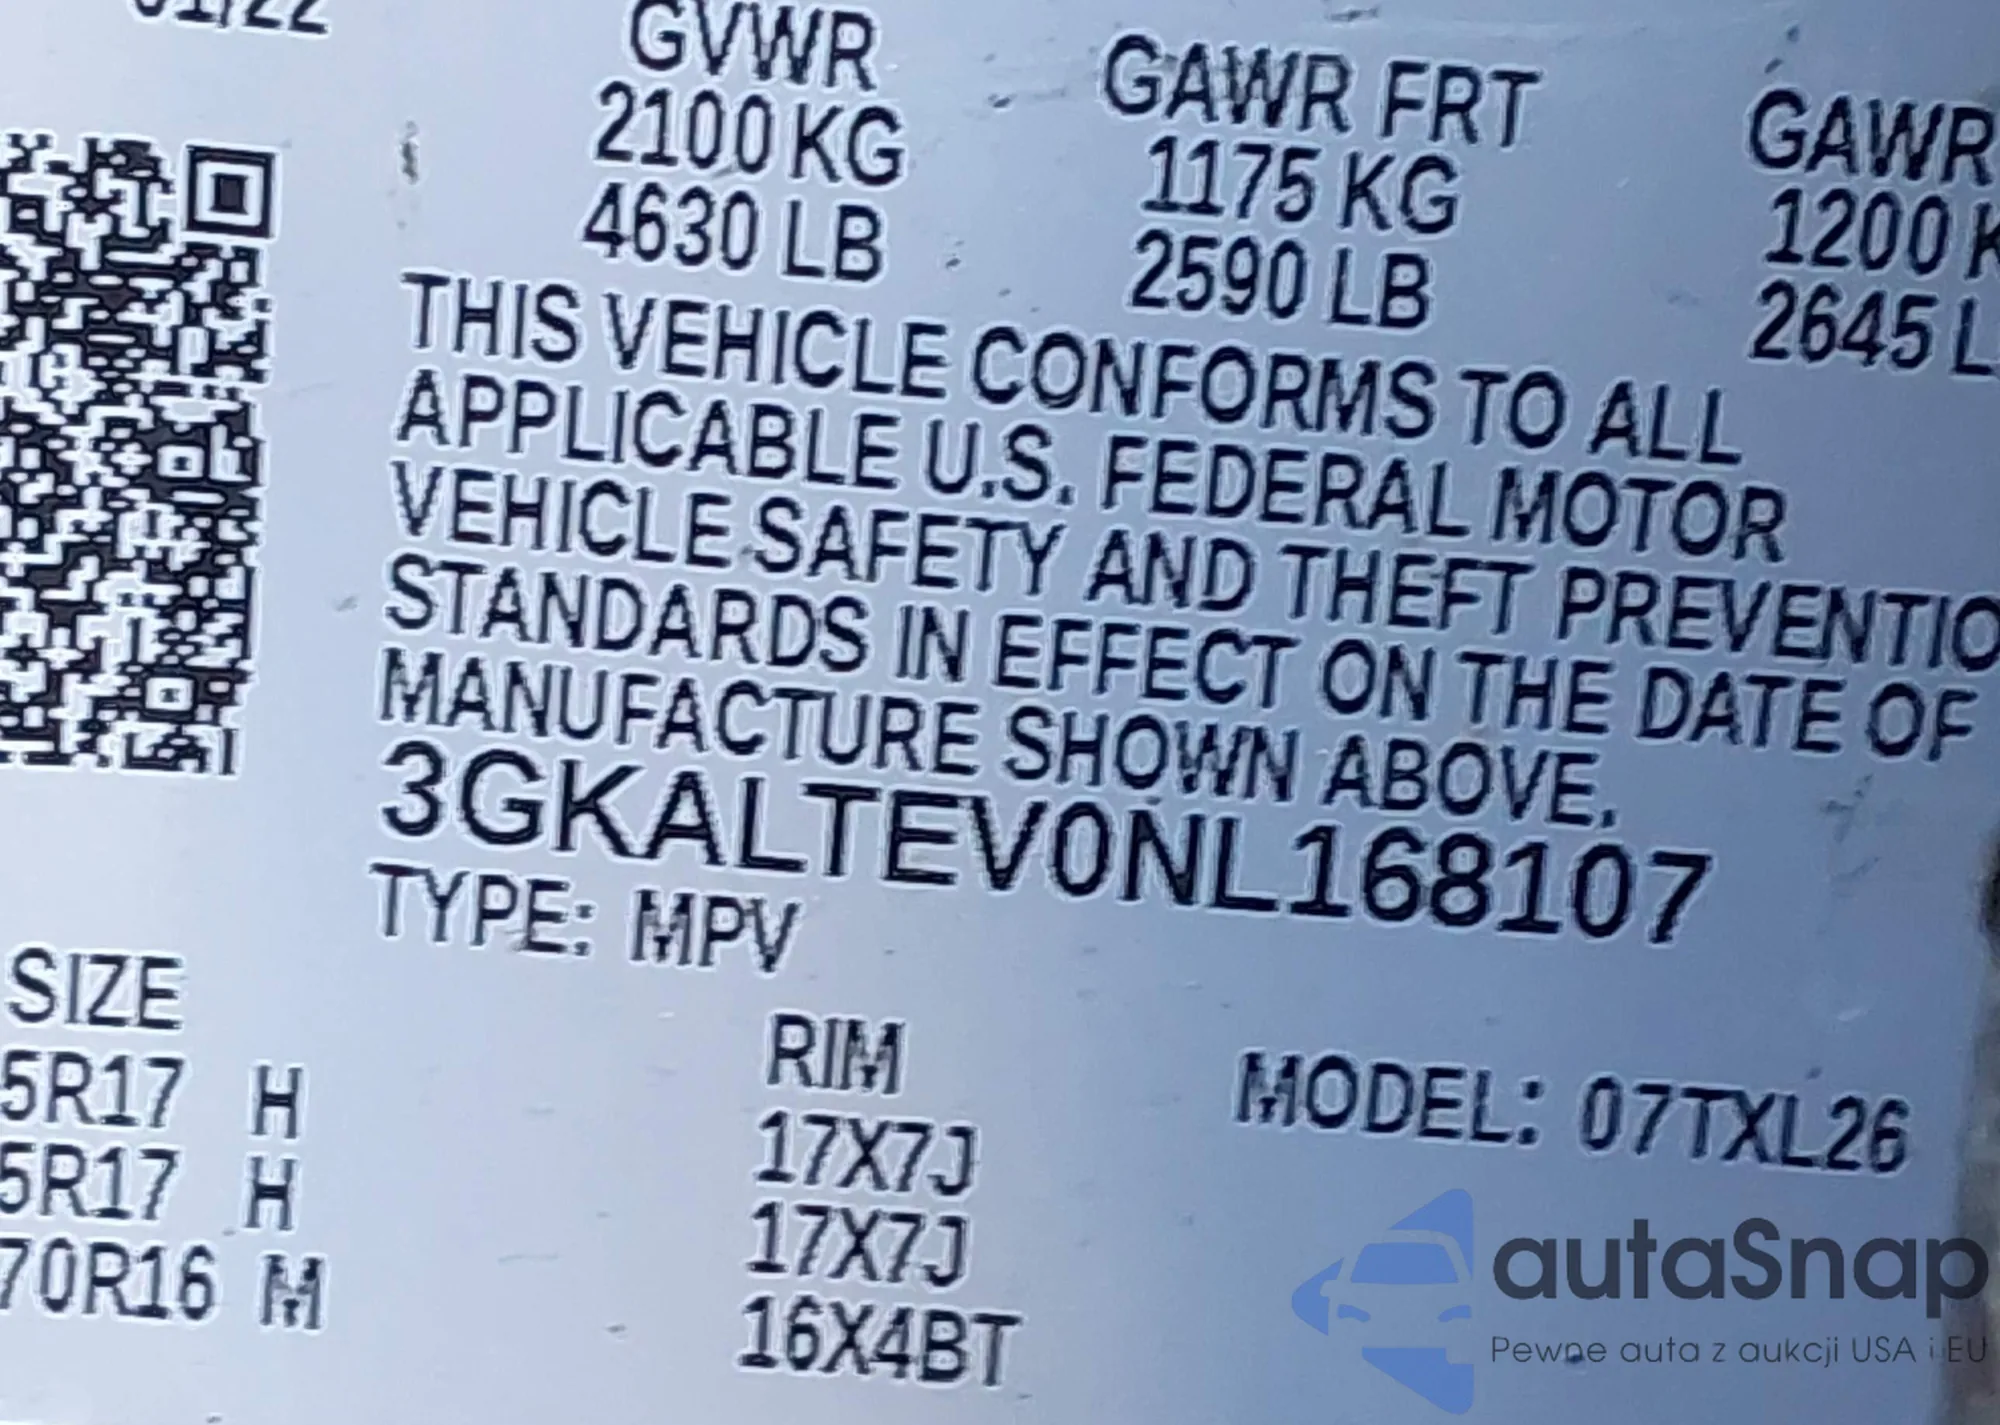 01/22
GVWR GAWR FRT GAWR
2100 KG 1175 KG 1200 K
4630 LB 2590 LB 2645 L
THIS VEHICLE CONFORMS TO ALL
APPLICABLE U.S. FEDERAL MOTOR
VEHICLE SAFETY AND THEFT PREVENTIO
STANDARDS IN EFFECT ON THE DATE OF
MANUFACTURE SHOWN ABOVE.
3GKALTEV0NL168107
TYPE: MPV
SIZE RIM
5R17 H 17X7J MODEL: 07TXL26
5R17 H 17X7J
70R16 M 16X4BT
autaSnap
Pewne auta z aukcji USA i EU